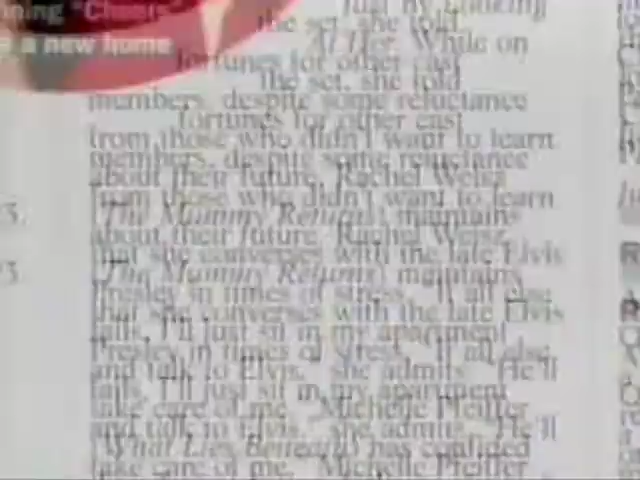 "Cheers"
a new home
Just by Looking
the set, she told
At Her. While on
fortunes for other cast
the set, she told
members, despite some reluctance
fortunes for other cast
from those who didn't want to learn
members, despite some reluctance
about their future. Rachel Weisz
from those who didn't want to learn
(The Mummy Returns) maintains
about their future. Rachel Weisz
that she converses with the late Elvis
(The Mummy Returns) maintains
Presley in times of stress. "If all else
that she converses with the late Elvis
fails, I'll just sit in my apartment
Presley in times of stress. "If all else
and talk to Elvis," she admits. "He'll
fails, I'll just sit in my apartment
take care of me." Michelle Pfeiffer
and talk to Elvis," she admits. "He'll
(What Lies Beneath) has confined
take care of me." Michelle Pfeiffer